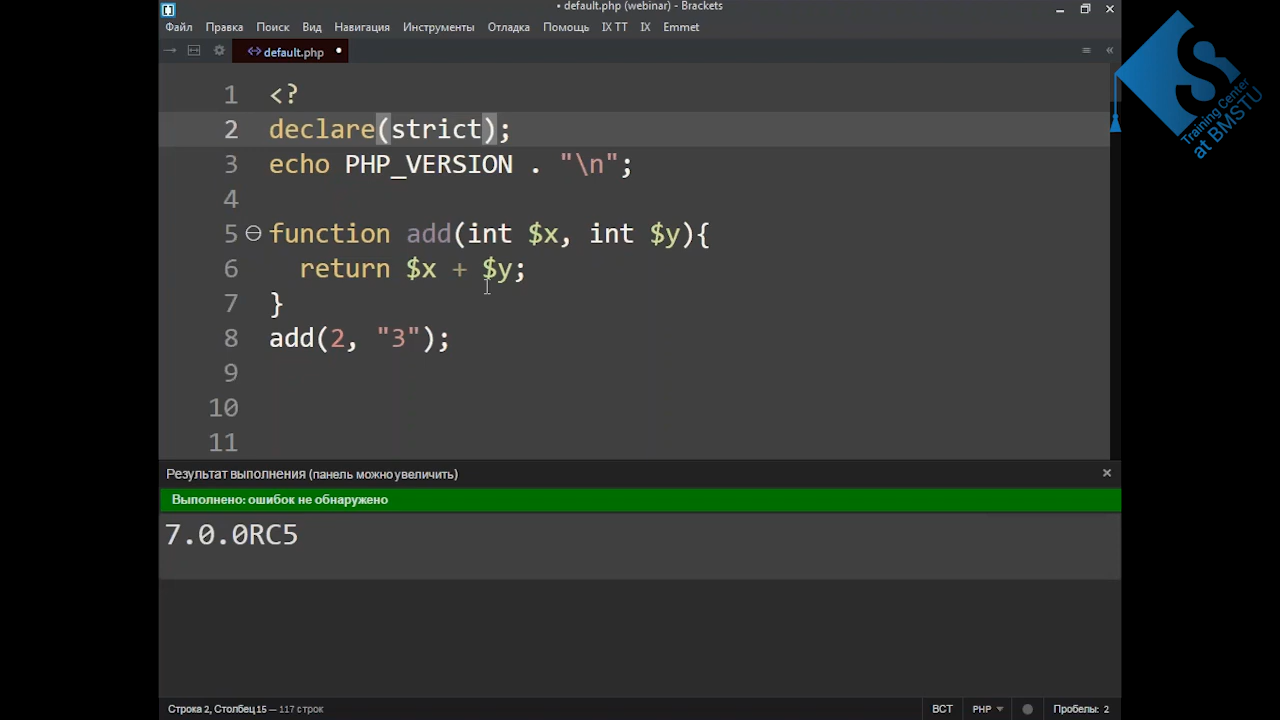 • default.php (webinar) - Brackets
Файл Правка Поиск Вид Навигация Инструменты Отладка Помощь IX TT IX Emmet
<> default.php •
1 <?
2 declare(strict);
3 echo PHP_VERSION . "\n";
4
5 function add(int $x, int $y){
6 return $x + $y;
7 }
8 add(2, "3");
9
10
11
Результат выполнения (панель можно увеличить)
Выполнено: ошибок не обнаружено
7.0.0RC5
Строка 2, Столбец 15 — 117 строк ВСТ PHP Пробелы: 2
S
Training Center
at BMSTU